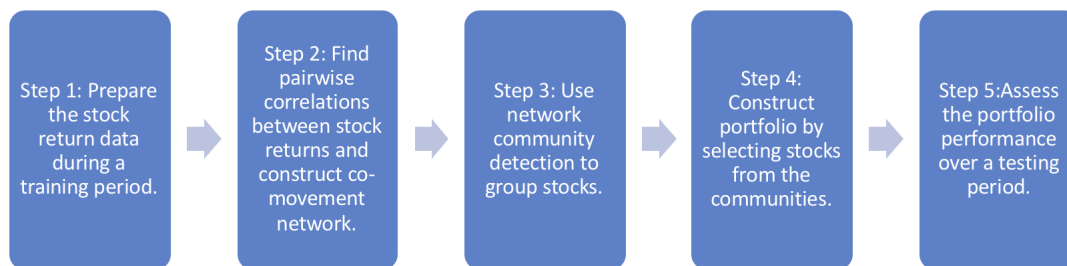 Step 1: Prepare
the stock
return data
during a
training period.
Step 2: Find
pairwise
correlations
between stock
returns and
construct co-
movement
network.
Step 3: Use
network
community
detection to
group stocks.
Step 4:
Construct
portfolio by
selecting stocks
from the
communities.
Step 5:Assess
the portfolio
performance
over a testing
period.